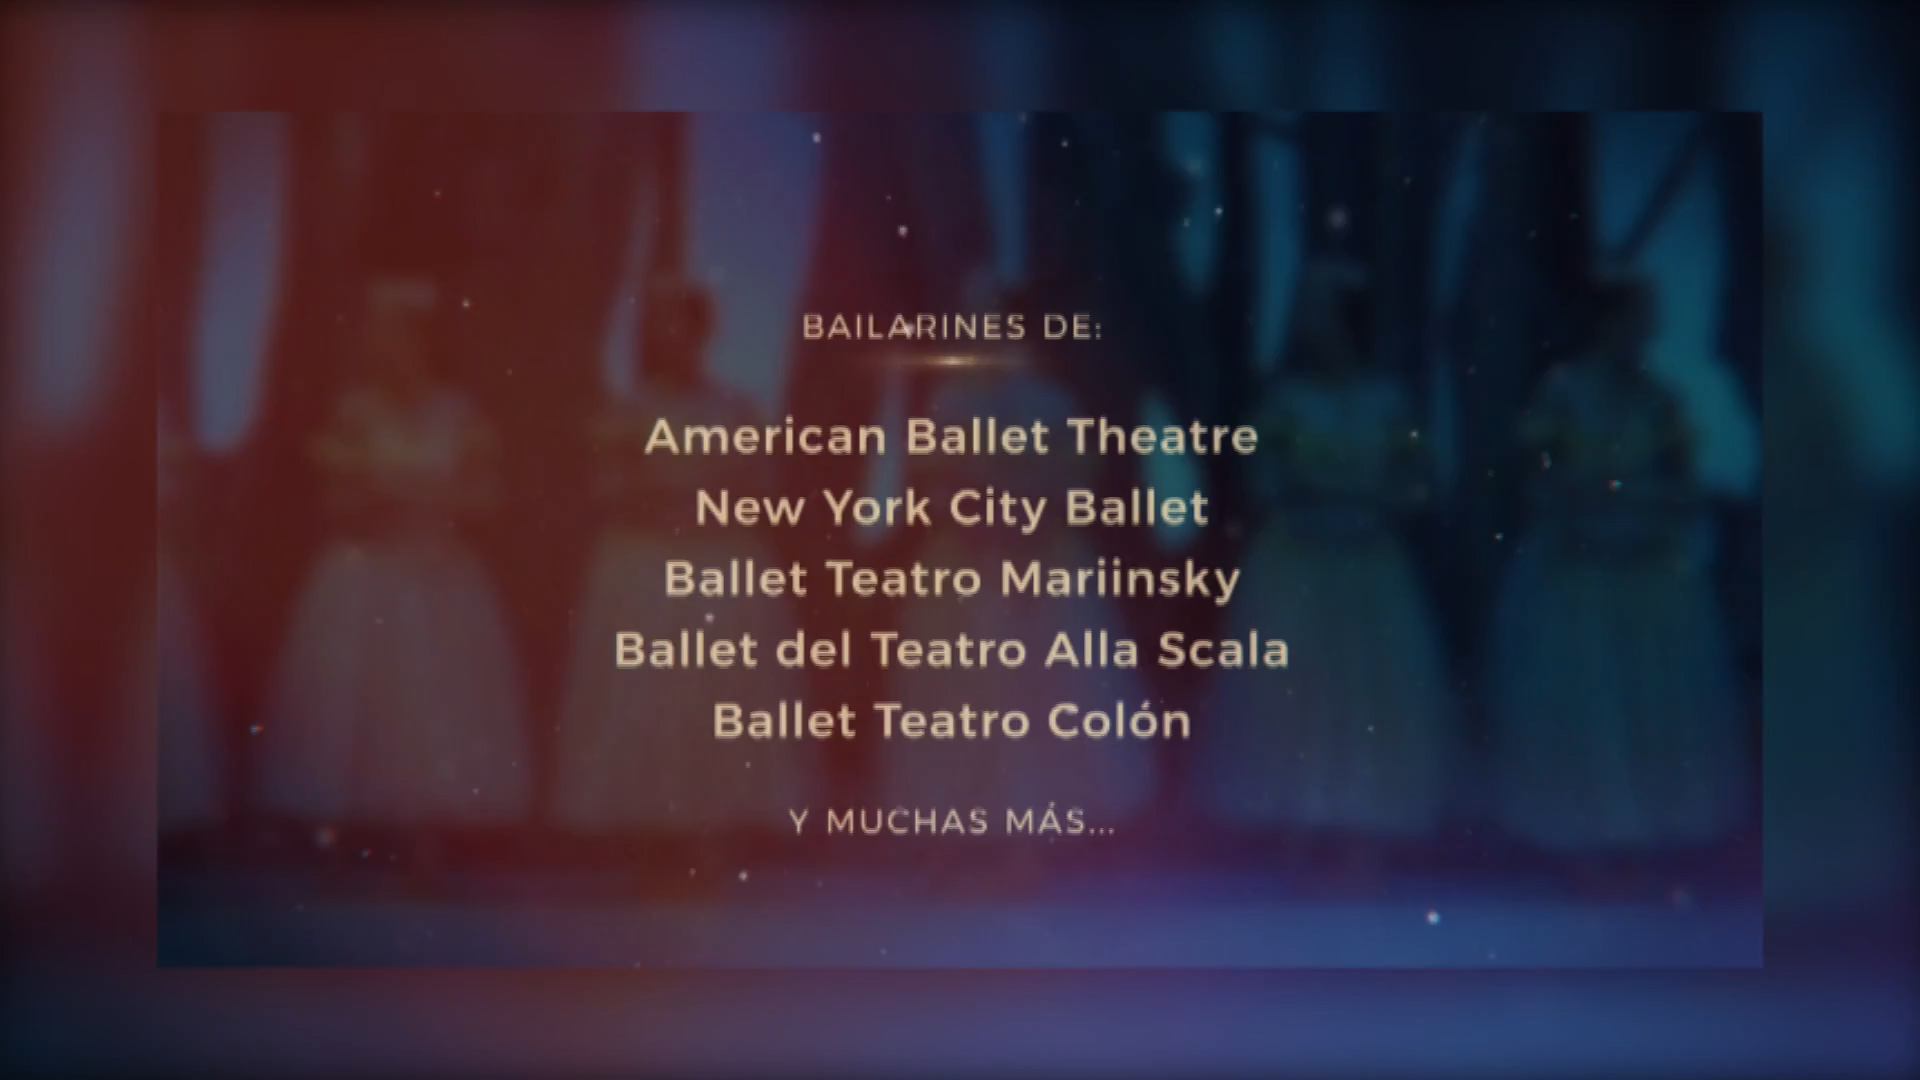 BAILARINES DE:
American Ballet Theatre
New York City Ballet
Ballet Teatro Mariinsky
Ballet del Teatro Alla Scala
Ballet Teatro Colón
Y MUCHAS MÁS...